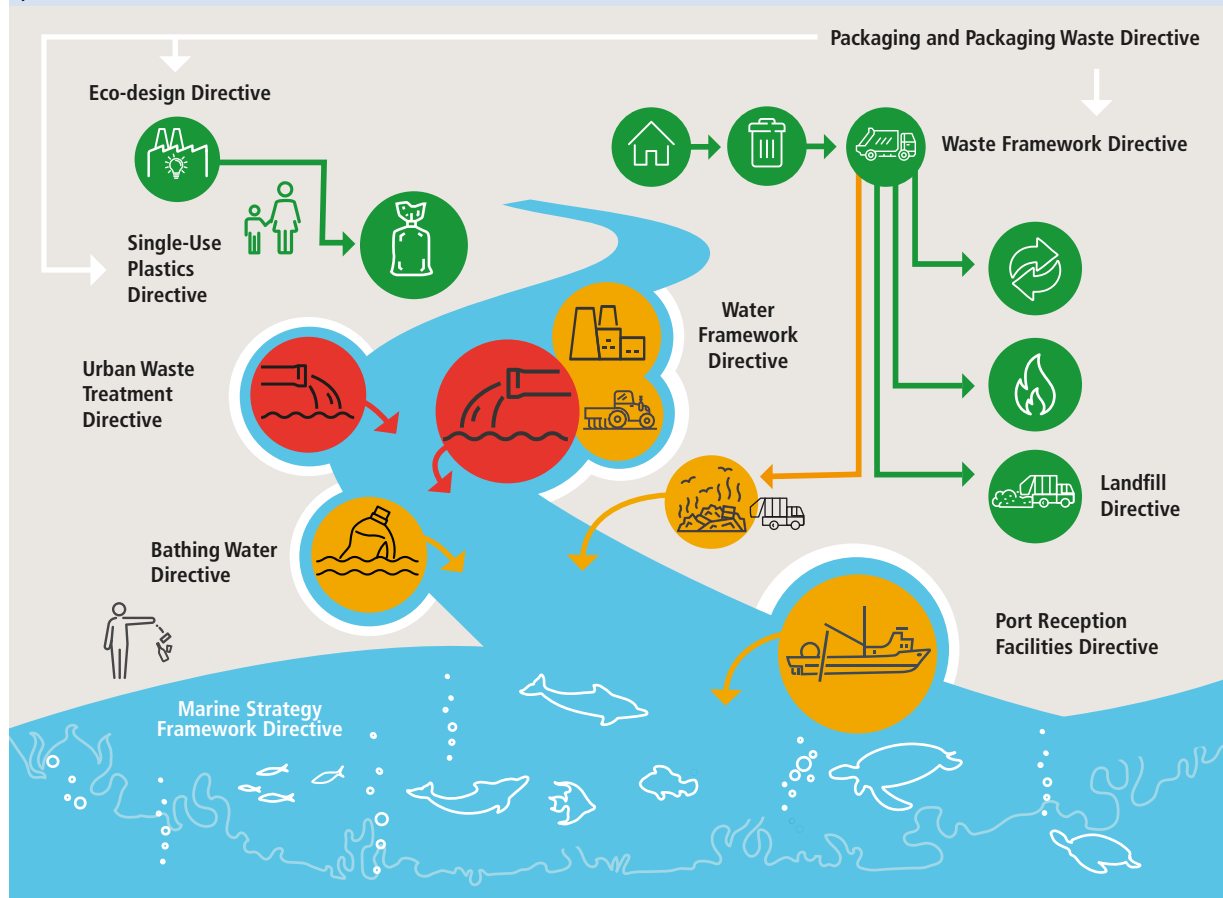 Packaging and Packaging Waste Directive
Eco-design Directive
Waste Framework Directive
Single-Use
Plastics
Directive
Water
Framework
Directive
Urban Waste
Treatment
Directive
Landfill
Directive
Bathing Water
Directive
Port Reception
Facilities Directive
Marine Strategy
Framework Directive